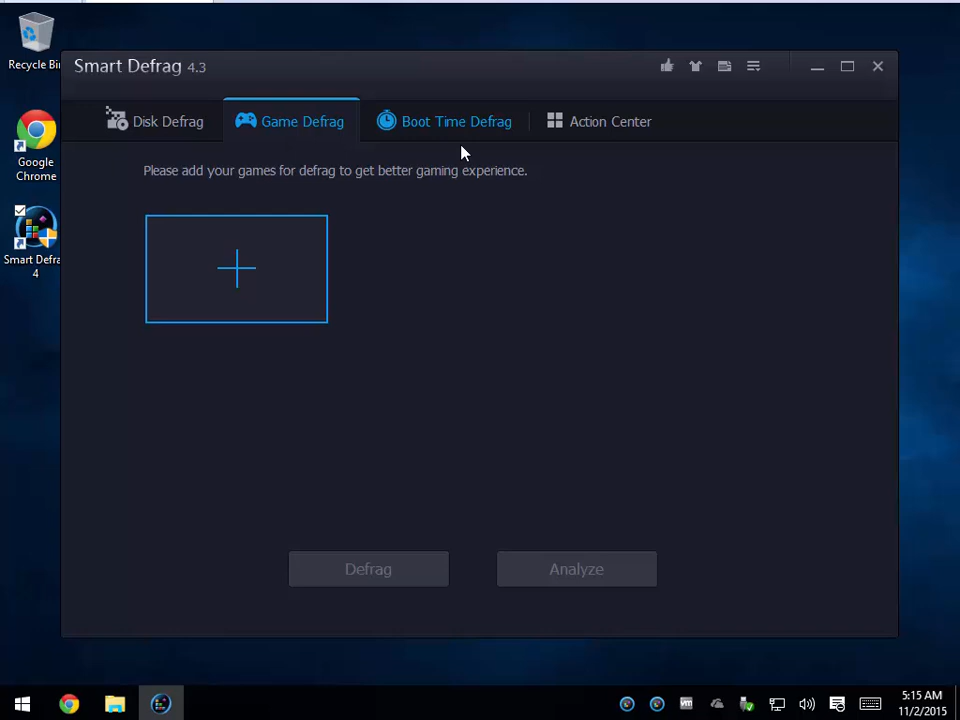 Recycle Bin
Smart Defrag 4.3
Disk Defrag
Game Defrag
Boot Time Defrag
Action Center
Google
Chrome
Please add your games for defrag to get better gaming experience.
Smart Defra
4
Defrag
Analyze
vm
5:15 AM
11/2/2015